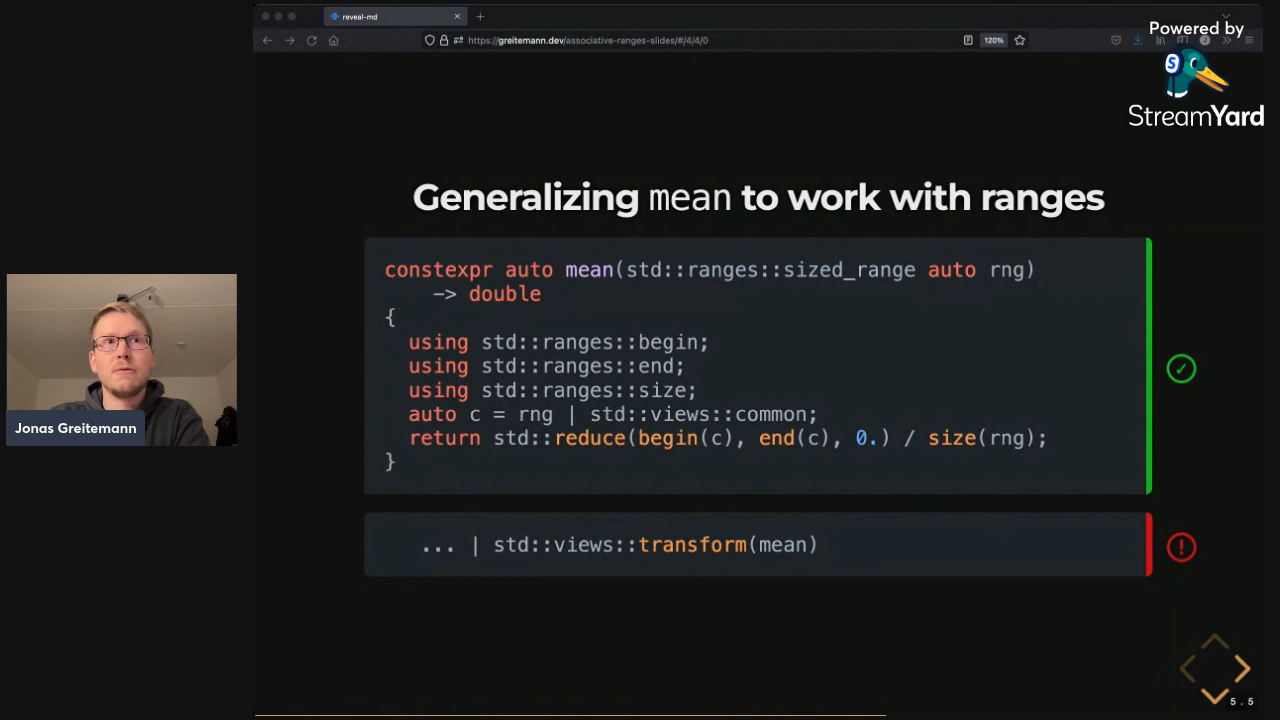 reveal-md
https://greitemann.dev/associative-ranges-slides/#/4/4/0
120%
Powered by
S
StreamYard
Generalizing mean to work with ranges
constexpr auto mean(std::ranges::sized_range auto rng)
-> double
{
using std::ranges::begin;
using std::ranges::end;
using std::ranges::size;
auto c = rng | std::views::common;
return std::reduce(begin(c), end(c), 0.) / size(rng);
}
... | std::views::transform(mean)
Jonas Greitemann
5.5